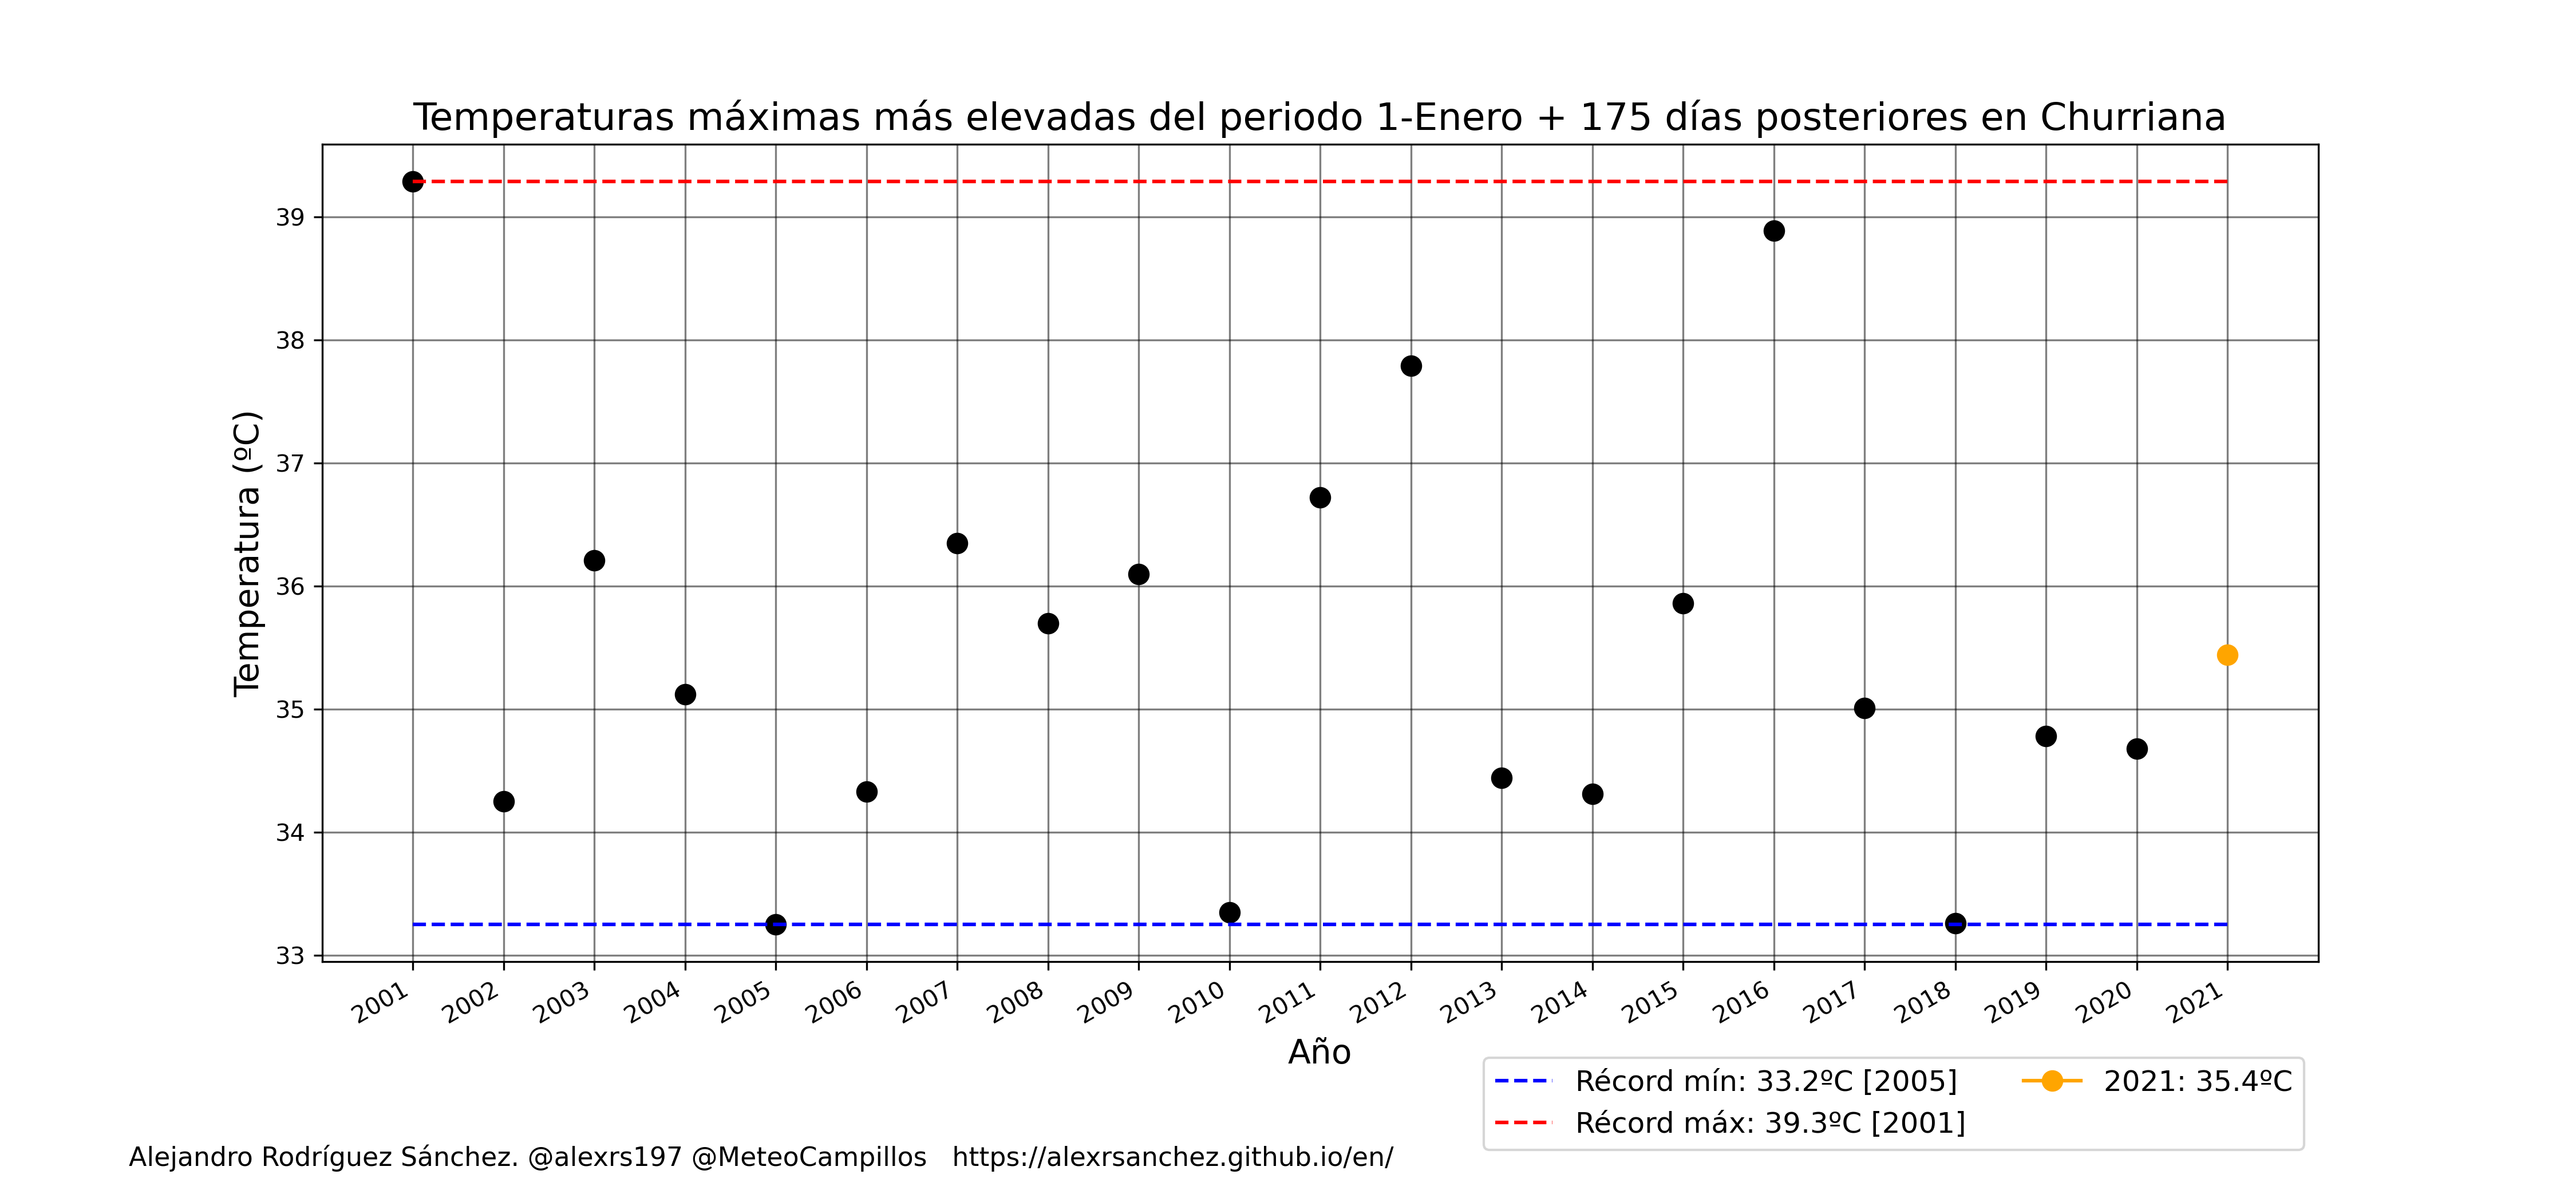 Temperaturas máximas más elevadas del periodo 1-Enero + 175 días posteriores en Churriana
Temperatura (ºC)
39
38
37
36
35
34
33
2001 2002 2003 2004 2005 2006 2007 2008 2009 2010 2011 2012 2013 2014 2015 2016 2017 2018 2019 2020 2021
Año
Récord mín: 33.2ºC [2005]
Récord máx: 39.3ºC [2001]
2021: 35.4ºC
Alejandro Rodríguez Sánchez. @alexrs197 @MeteoCampillos https://alexrsanchez.github.io/en/